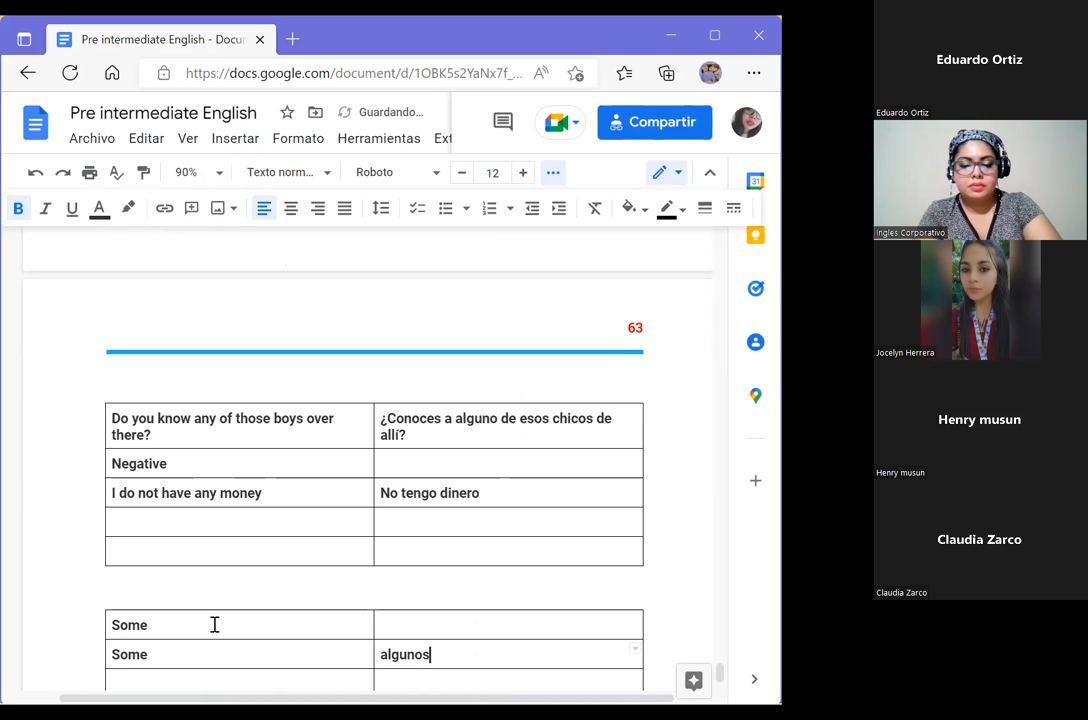 Pre intermediate English - Docur
https://docs.google.com/document/d/1OBK5s2YaNx7f_...
Pre intermediate English
Guardando...
Compartir
Archivo Editar Ver Insertar Formato Herramientas Ext
90% Texto norm... Roboto 12
B I U A
63
Do you know any of those boys over there?
¿Conoces a alguno de esos chicos de allí?
Negative
I do not have any money
No tengo dinero
Some
Some
algunos
Eduardo Ortiz
Eduardo Ortiz
Ingles Corporativo
Jocelyn Herrera
Henry musun
Henry musun
Claudia Zarco
Claudia Zarco